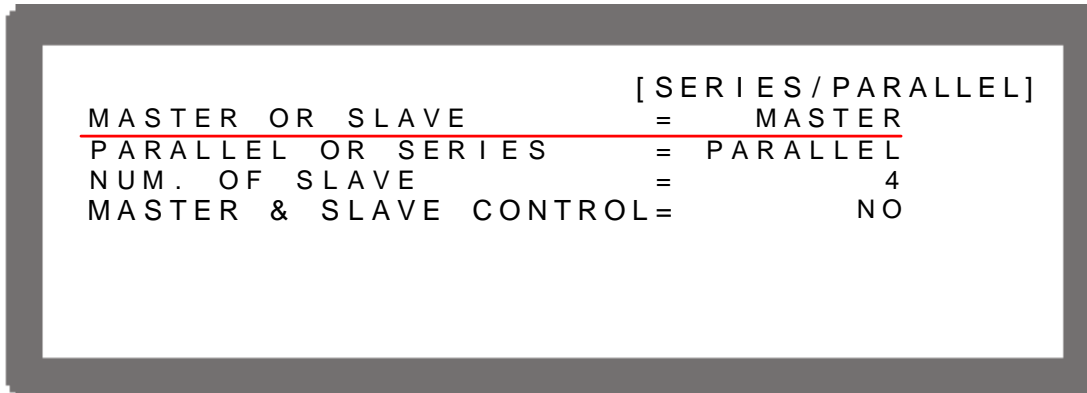 [SERIES/PARALLEL]
MASTER OR SLAVE = MASTER
PARALLEL OR SERIES = PARALLEL
NUM. OF SLAVE = 4
MASTER & SLAVE CONTROL= NO